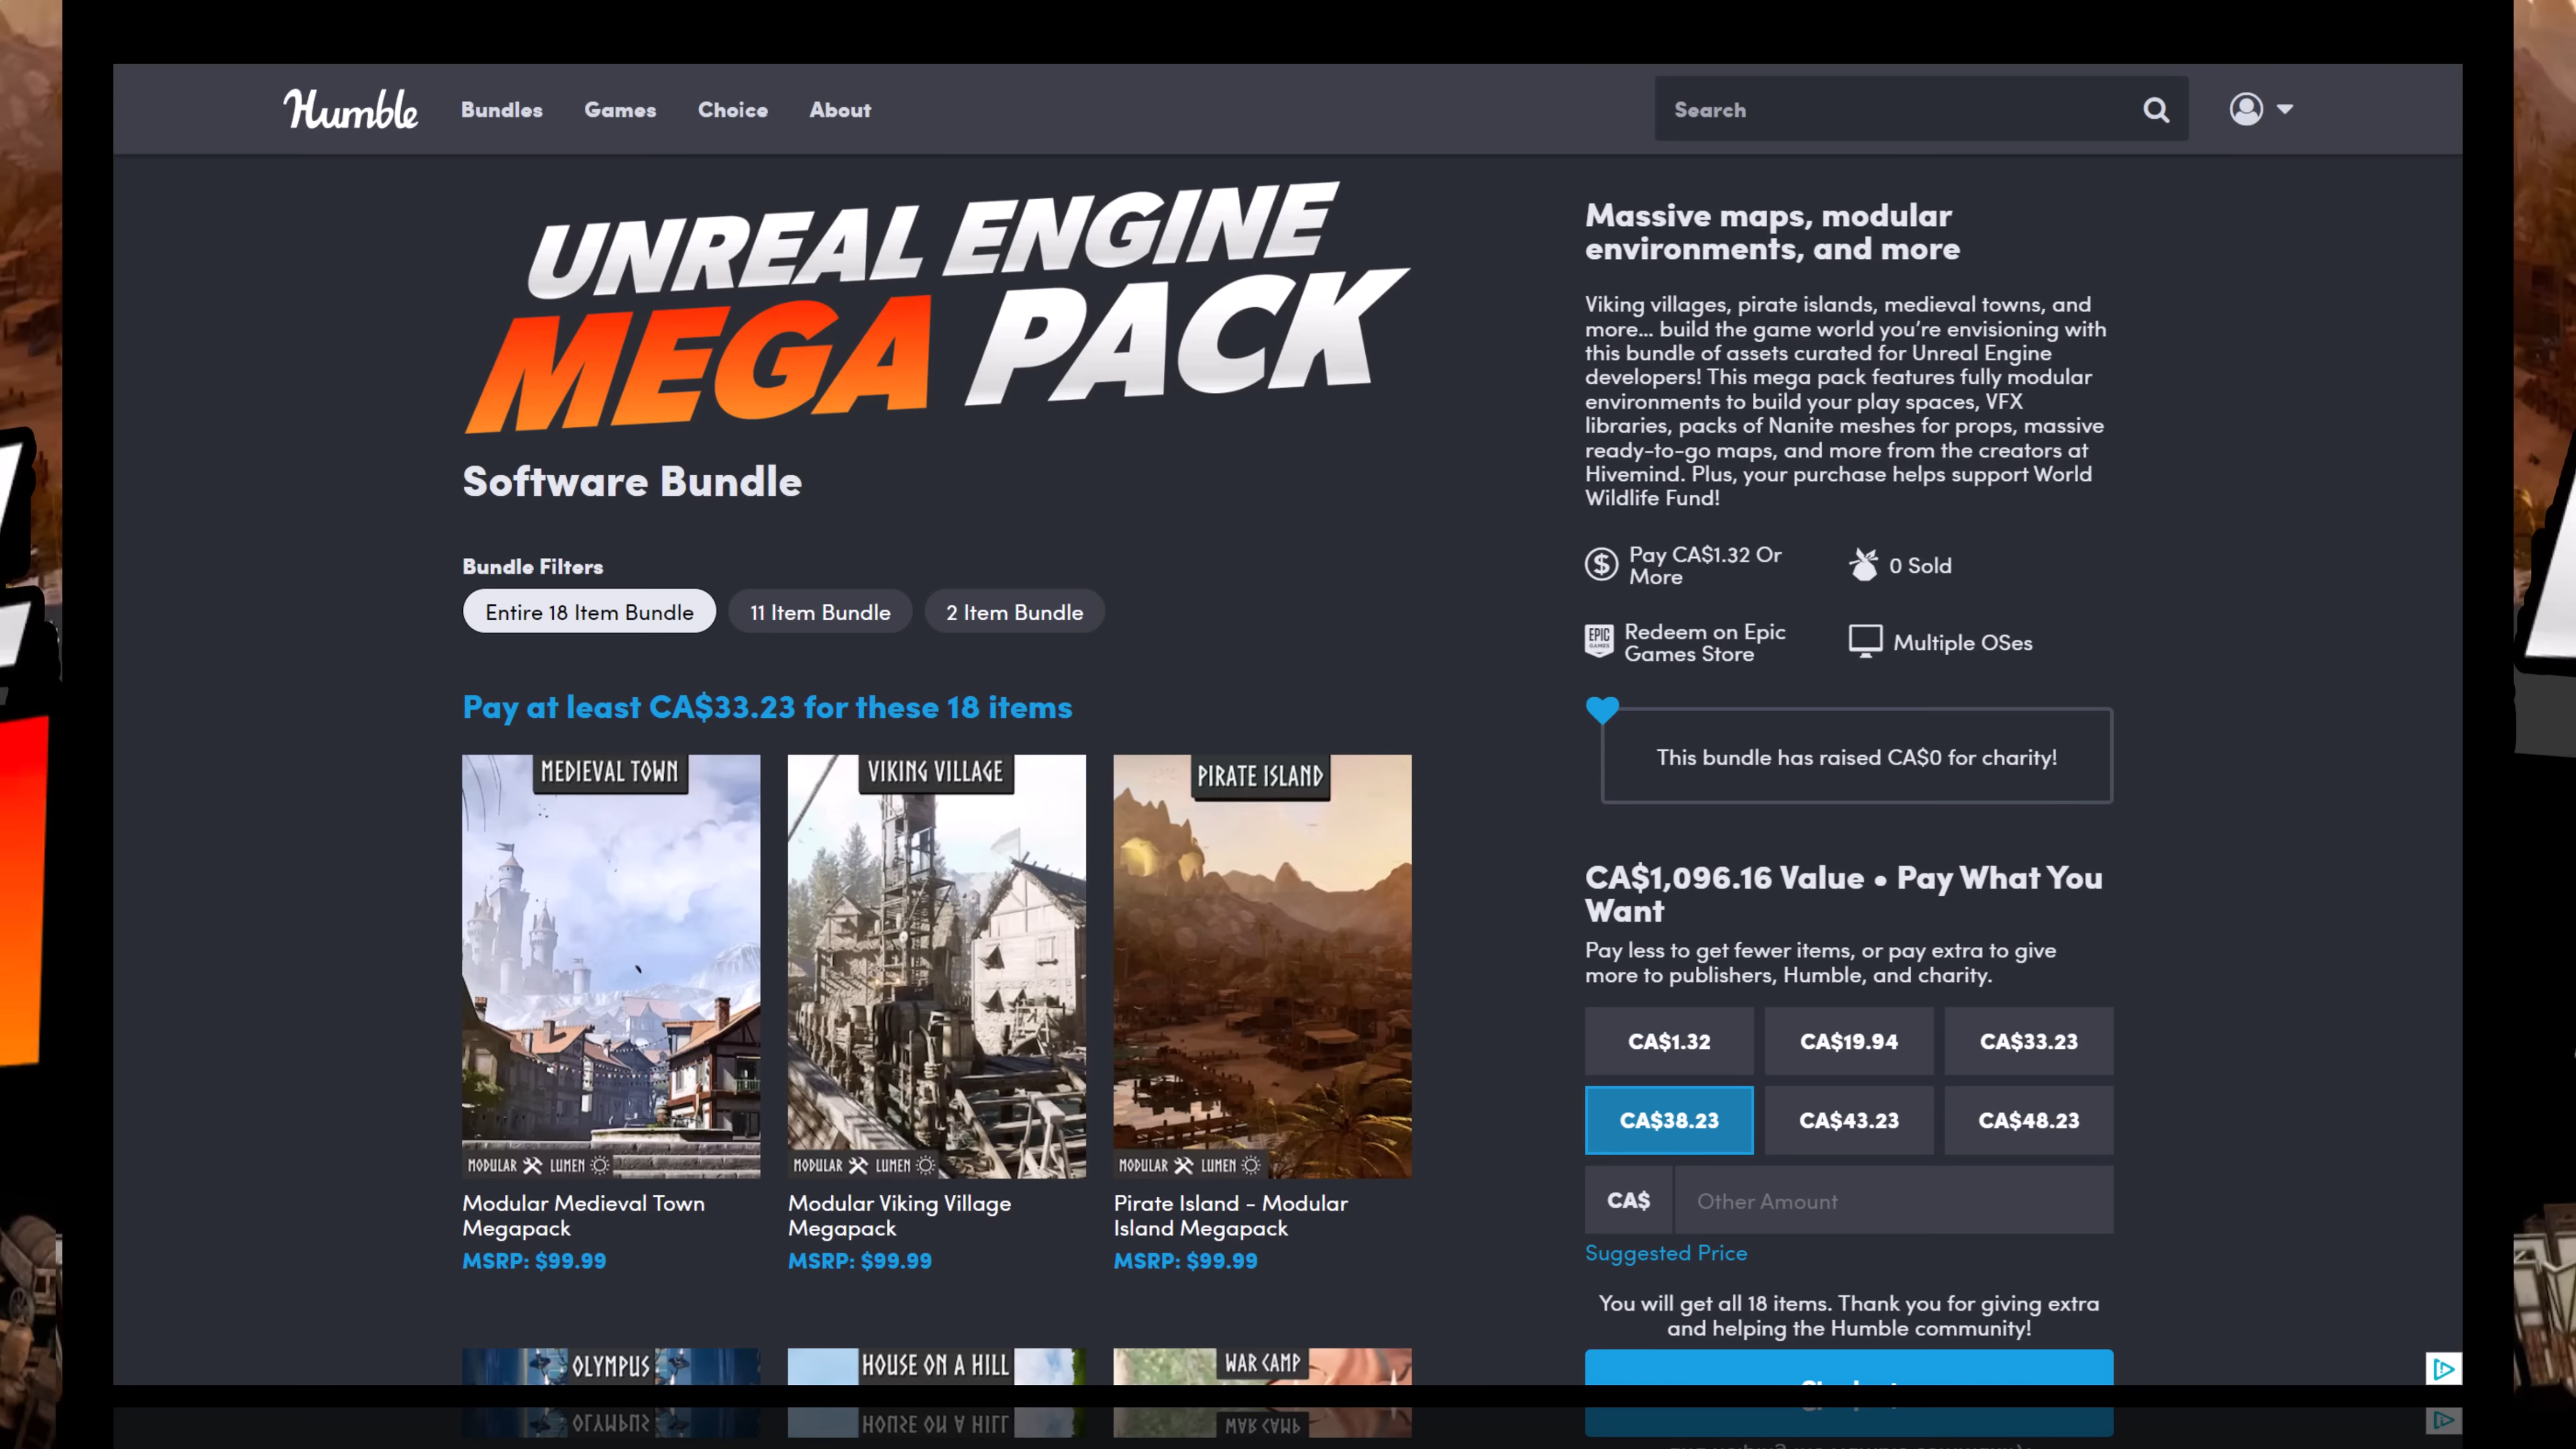 Humble
Bundles
Games
Choice
About
Search
UNREAL ENGINE
MEGA PACK
Software Bundle
Bundle Filters
Entire 18 Item Bundle
11 Item Bundle
2 Item Bundle
Pay at least CA$33.23 for these 18 items
MEDIEVAL TOWN
MODULAR LUMEN
Modular Medieval Town
Megapack
MSRP: $99.99
VIKING VILLAGE
MODULAR LUMEN
Modular Viking Village
Megapack
MSRP: $99.99
PIRATE ISLAND
MODULAR LUMEN
Pirate Island - Modular
Island Megapack
MSRP: $99.99
OLYMPUS
HOUSE ON A HILL
WAR CAMP
Massive maps, modular
environments, and more
Viking villages, pirate islands, medieval towns, and
more... build the game world you're envisioning with
this bundle of assets curated for Unreal Engine
developers! This mega pack features fully modular
environments to build your play spaces, VFX
libraries, packs of Nanite meshes for props, massive
ready-to-go maps, and more from the creators at
Hivemind. Plus, your purchase helps support World
Wildlife Fund!
Pay CA$1.32 Or
More
0 Sold
EPIC
GAMES
Redeem on Epic
Games Store
Multiple OSes
This bundle has raised CA$0 for charity!
CA$1,096.16 Value • Pay What You
Want
Pay less to get fewer items, or pay extra to give
more to publishers, Humble, and charity.
CA$1.32
CA$19.94
CA$33.23
CA$38.23
CA$43.23
CA$48.23
CA$
Other Amount
Suggested Price
You will get all 18 items. Thank you for giving extra
and helping the Humble community!